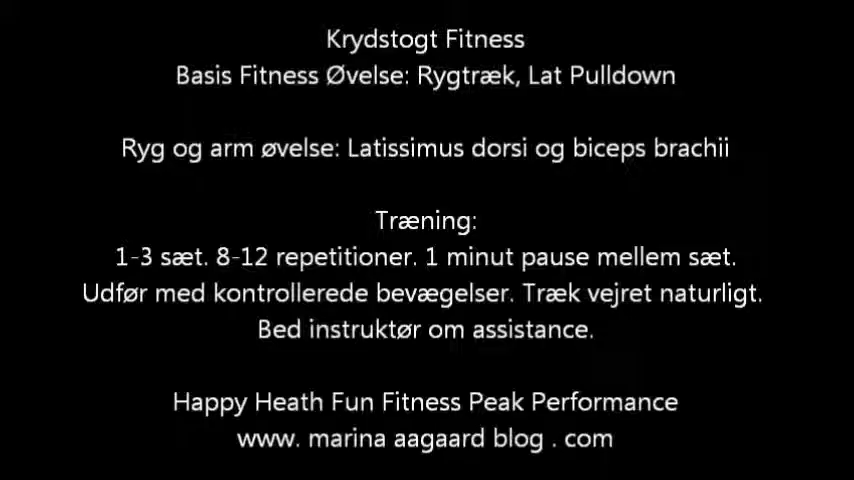 Krydstogt Fitness
Basis Fitness Øvelse: Rygtræk, Lat Pulldown
Ryg og arm øvelse: Latissimus dorsi og biceps brachii
Træning:
1-3 sæt. 8-12 repetitioner. 1 minut pause mellem sæt.
Udfør med kontrollerede bevægelser. Træk vejret naturligt.
Bed instruktør om assistance.
Happy Heath Fun Fitness Peak Performance
www. marina aagaard blog . com